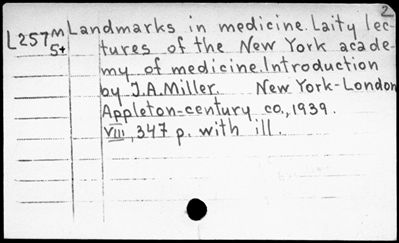 2
L257 M
5+
Landmarks in medicine. Laity lec-
tures of the New York acade-
my of medicine. Introduction
by J.A. Miller. New York-London
Appleton-century co., 1939.
VIII, 347 p. with ill.